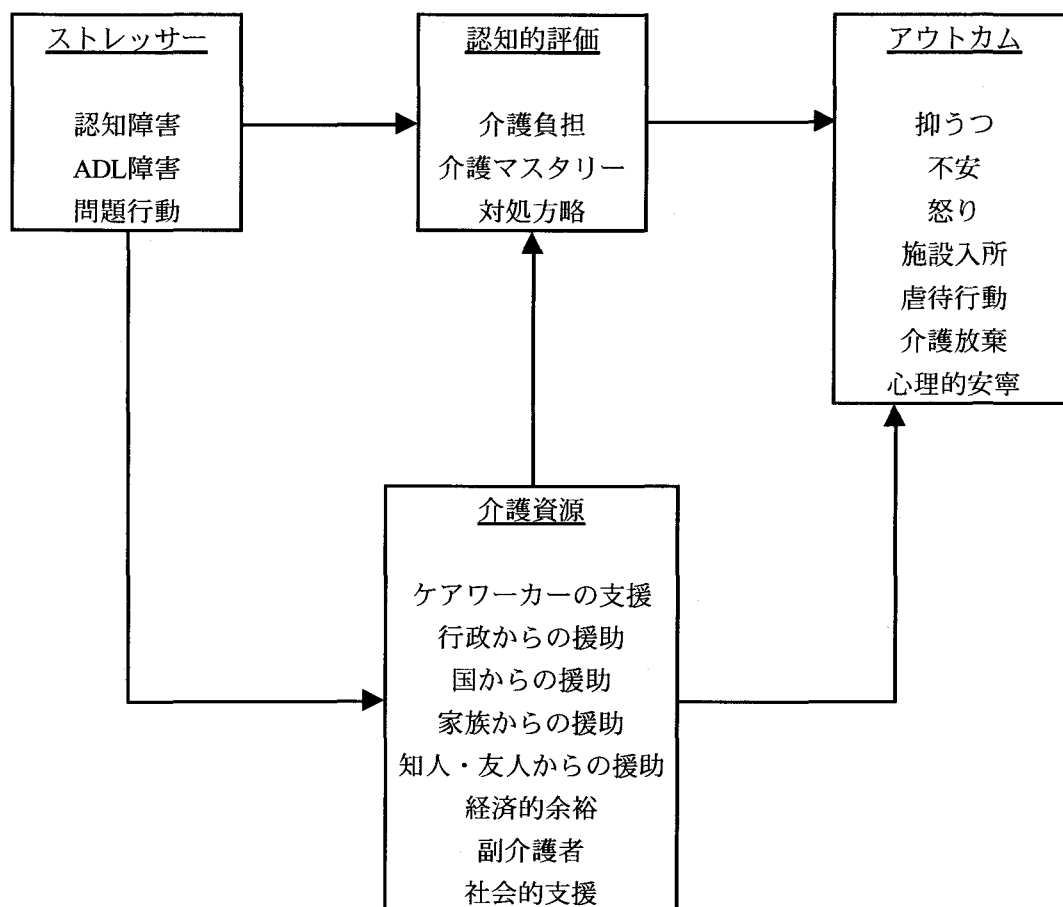 ストレッサー
認知障害
ADL障害
問題行動
認知的評価
介護負担
介護マスタリー
対処方略
アウトカム
抑うつ
不安
怒り
施設入所
虐待行動
介護放棄
心理的安寧
介護資源
ケアワーカーの支援
行政からの援助
国からの援助
家族からの援助
知人・友人からの援助
経済的余裕
副介護者
社会的支援